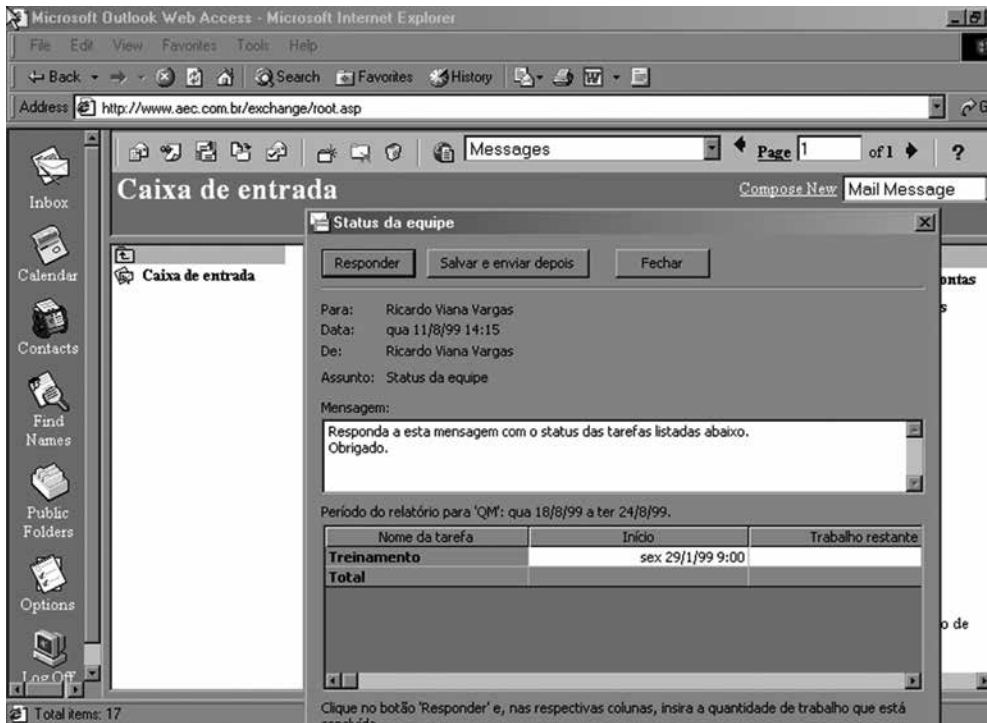 Microsoft Outlook Web Access - Microsoft Internet Explorer
File Edit View Favorites Tools Help
Back Search Favorites History
Address http://www.aec.com.br/exchange/root.asp
Messages Page 1 of 1 ?
Inbox
Calendar
Contacts
Find
Names
Public
Folders
Options
Log Off
Caixa de entrada
Compose New Mail Message
Caixa de entrada
Status da equipe
Responder Salvar e enviar depois Fechar
Para: Ricardo Viana Vargas
Data: qua 11/8/99 14:15
De: Ricardo Viana Vargas
Assunto: Status da equipe
Mensagem:
Responda a esta mensagem com o status das tarefas listadas abaixo.
Obrigado.
Período do relatório para 'QM': qua 18/8/99 a ter 24/8/99.
Nome da tarefa Início Trabalho restante
Treinamento sex 29/1/99 9:00
Total
Clique no botão 'Responder' e, nas respectivas colunas, insira a quantidade de trabalho que está
o de
Total items: 17